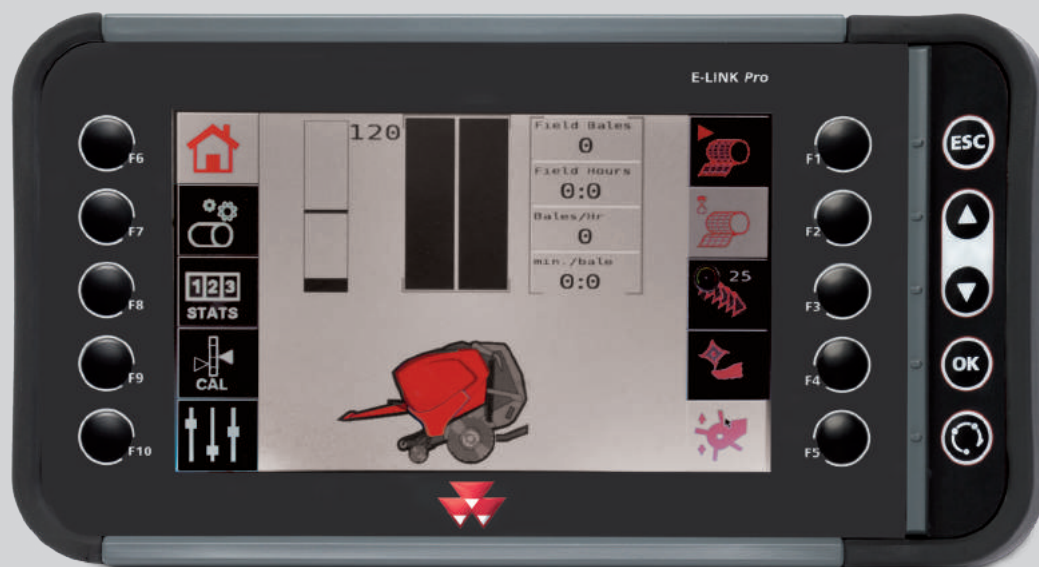 E-LINK Pro
F6
F7
F8
F9
F10
123
STATS
CAL
120
Field Bales
0
Field Hours
0:0
Bales/Hr
0
min./bale
0:0
25
F1
F2
F3
F4
F5
ESC
OK